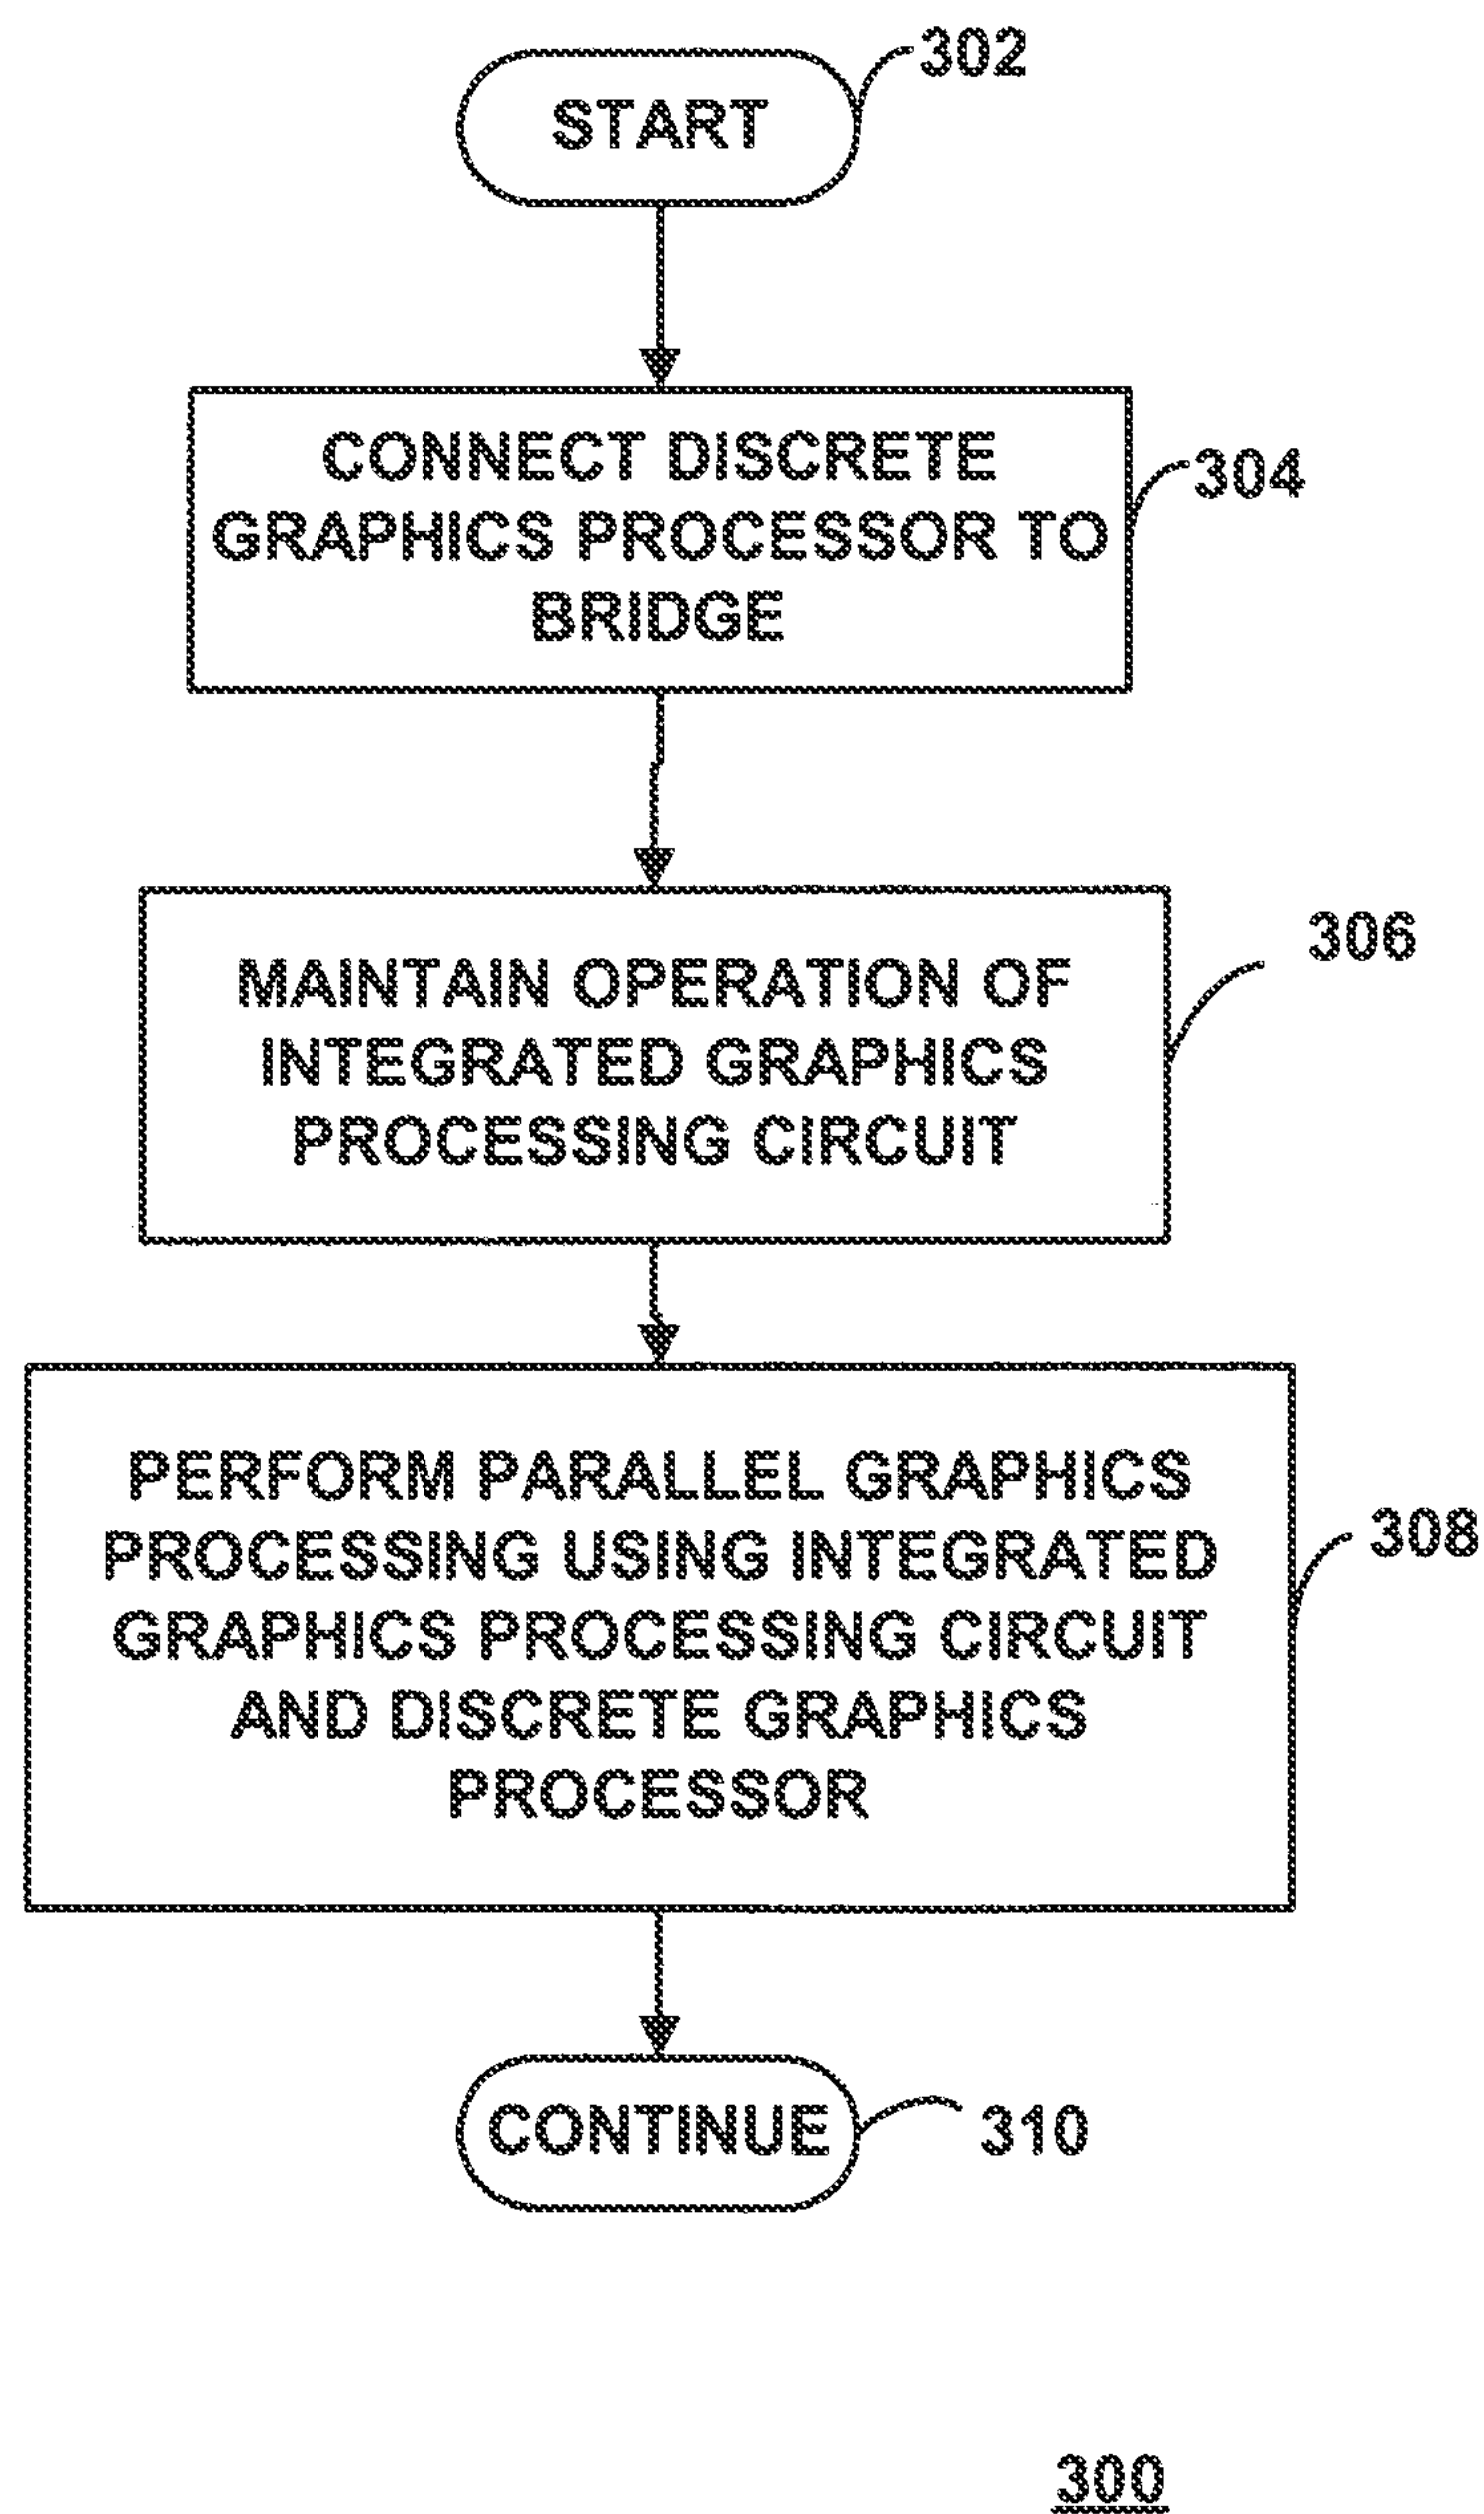 302
START
CONNECT DISCRETE
GRAPHICS PROCESSOR TO
BRIDGE
304
MAINTAIN OPERATION OF
INTEGRATED GRAPHICS
PROCESSING CIRCUIT
306
PERFORM PARALLEL GRAPHICS
PROCESSING USING INTEGRATED
GRAPHICS PROCESSING CIRCUIT
AND DISCRETE GRAPHICS
PROCESSOR
308
CONTINUE
310
300